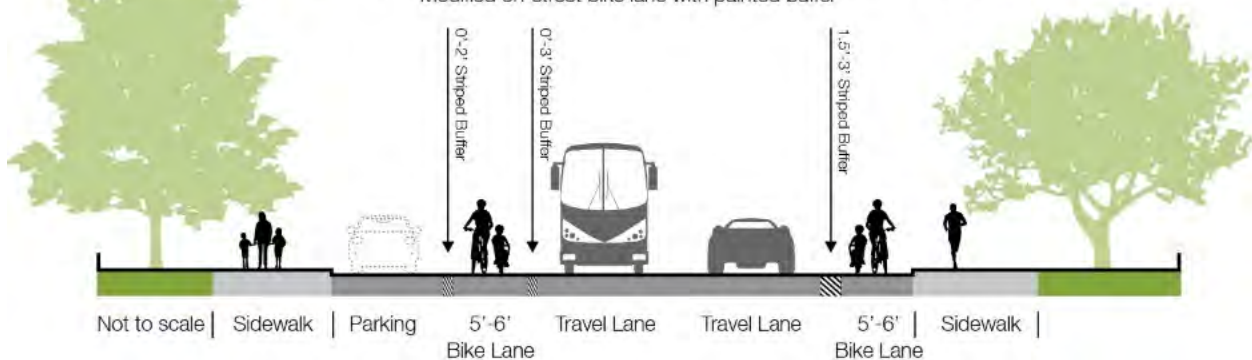 Modified on-street bike lane with painted buffer
0'-2' Striped Buffer
0'-3' Striped Buffer
1.5'-3' Striped Buffer
Not to scale | Sidewalk | Parking 5'-6' Travel Lane Travel Lane 5'-6' | Sidewalk |
Bike Lane Bike Lane